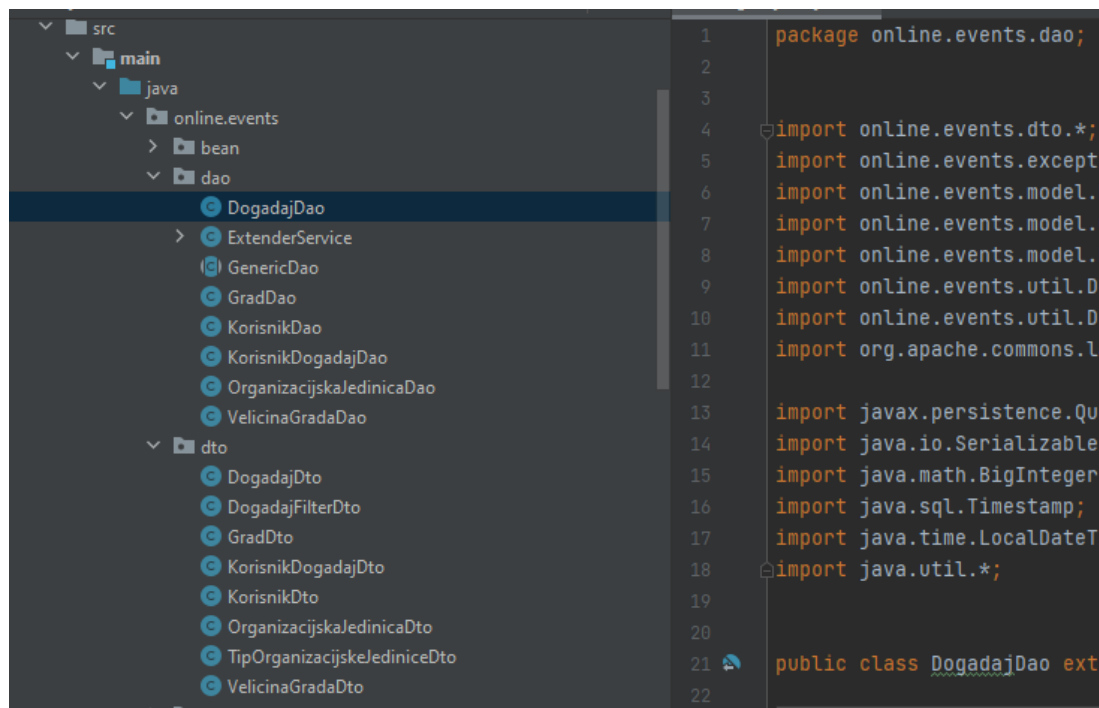 src
main
java
online.events
bean
dao
DogadajDao
ExtenderService
GenericDao
GradDao
KorisnikDao
KorisnikDogadajDao
OrganizacijskaJedinicaDao
VelicinaGradaDao
dto
DogadajDto
DogadajFilterDto
GradDto
KorisnikDogadajDto
KorisnikDto
OrganizacijskaJedinicaDto
TipOrganizacijskeJediniceDto
VelicinaGradaDto
1 package online.events.dao;
2
3
4 import online.events.dto.*;
5 import online.events.except
6 import online.events.model.
7 import online.events.model.
8 import online.events.model.
9 import online.events.util.D
10 import online.events.util.D
11 import org.apache.commons.l
12
13 import javax.persistence.Qu
14 import java.io.Serializable
15 import java.math.BigInteger
16 import java.sql.Timestamp;
17 import java.time.LocalDateT
18 import java.util.*;
19
20
21 public class DogadajDao ext
22